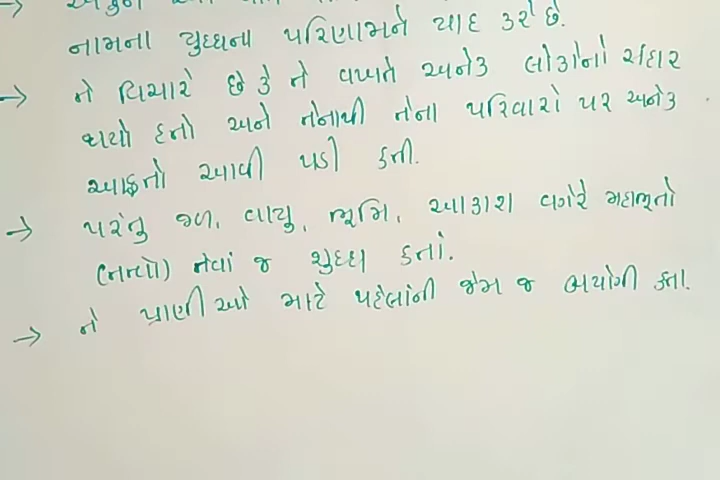 નામના યુદ્ધના પરિણામને યાદ કરે છે.
→ તે વિચારે છે કે તે વખતે અનેક લોકોનો સંહાર
થયો હતો અને તેનાથી તેના પરિવારો પર અનેક
આફતો આવી પડી હતી.
→ પરંતુ જળ, વાયુ, ભૂમિ, આકાશ વગેરે મહાભૂતો
(તત્વો) તેવાં જ શુદ્ધ હતાં.
→ તે પ્રાણીઓ માટે પહેલાંની જેમ જ ઉપયોગી હતા.